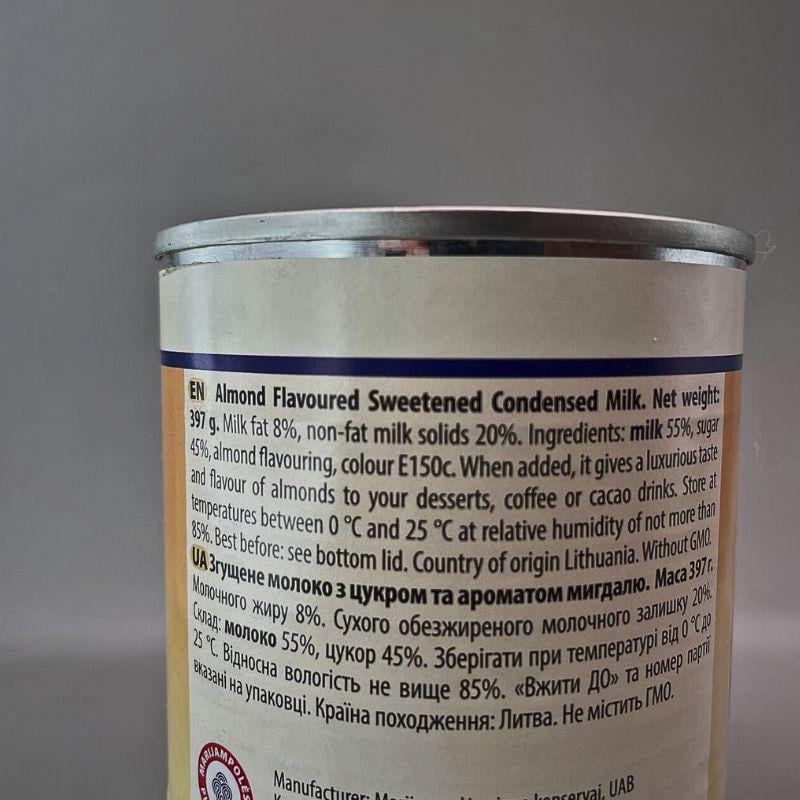 EN Almond Flavoured Sweetened Condensed Milk. Net weight:
397 g. Milk fat 8%, non-fat milk solids 20%. Ingredients: milk 55%, sugar
45%, almond flavouring, colour E150c. When added, it gives a luxurious taste
and flavour of almonds to your desserts, coffee or cacao drinks. Store at
temperatures between 0 °C and 25 °C at relative humidity of not more than
85%. Best before: see bottom lid. Country of origin Lithuania. Without GMO.
UA Згущене молоко з цукром та ароматом мигдалю. Маса 397 г.
Молочного жиру 8%. Сухого обезжиреного молочного залишку 20%.
Склад: молоко 55%, цукор 45%. Зберігати при температурі від 0 °C до
25 °C. Відносна вологість не вище 85%. «Вжити ДО» та номер партії
вказані на упаковці. Країна походження: Литва. Не містить ГМО.
MARIJAMPOLĖS
Manufacturer: konservai, UAB